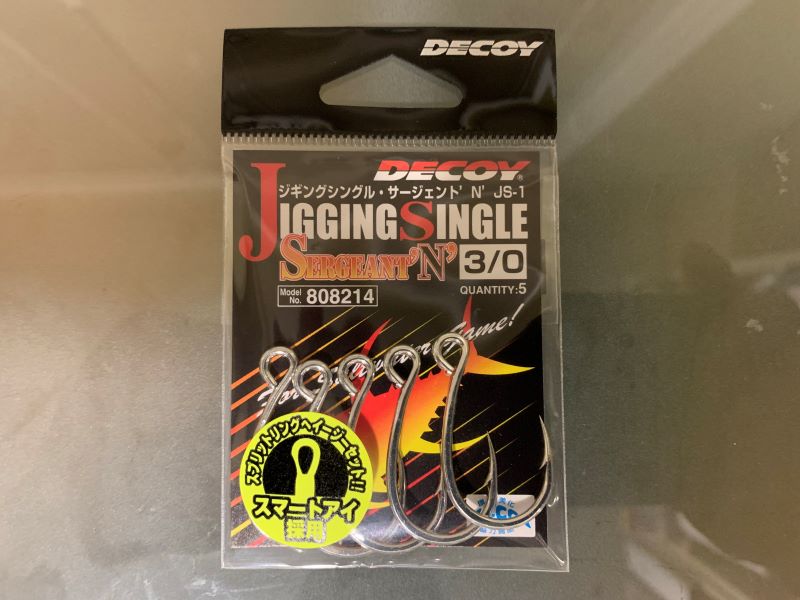 DECOY
DECOY®
ジギングシングル・サージェント'N' JS-1
JIGGING SINGLE
SERGEANT'N' 3/0
Model No. 808214
QUANTITY:5
Game!
スプリットリングヘイージーセット!!
スマートアイ
採用